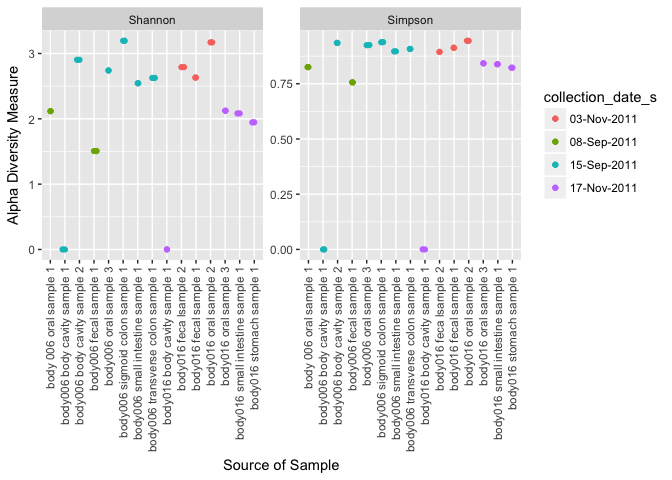 Shannon
Simpson
Alpha Diversity Measure
3
2
1
0
0.75
0.50
0.25
0.00
body 006 oral sample 1
body006 body cavity sample 1
body006 body cavity sample 2
body006 fecal sample 1
body006 oral sample 3
body006 sigmoid colon sample 1
body006 small intestine sample 1
body006 transverse colon sample 1
body016 body cavity sample 1
body016 feca lsample 2
body016 fecal sample 1
body016 oral sample 2
body016 oral sample 3
body016 small intestine sample 1
body016 stomach sample 1
body 006 oral sample 1
body006 body cavity sample 1
body006 body cavity sample 2
body006 fecal sample 1
body006 oral sample 3
body006 sigmoid colon sample 1
body006 small intestine sample 1
body006 transverse colon sample 1
body016 body cavity sample 1
body016 feca lsample 2
body016 fecal sample 1
body016 oral sample 2
body016 oral sample 3
body016 small intestine sample 1
body016 stomach sample 1
Source of Sample
collection_date_s
03-Nov-2011
08-Sep-2011
15-Sep-2011
17-Nov-2011